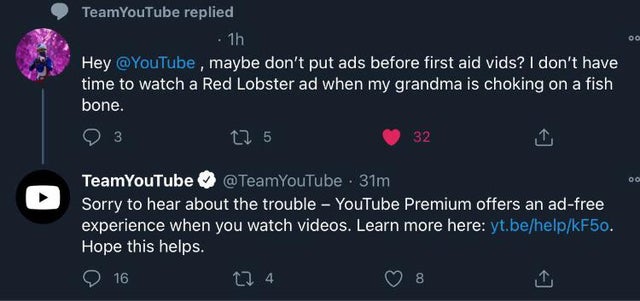 TeamYouTube replied
· 1h
Hey @YouTube , maybe don't put ads before first aid vids? I don't have
time to watch a Red Lobster ad when my grandma is choking on a fish
bone.
3 5 32
TeamYouTube @TeamYouTube · 31m
Sorry to hear about the trouble – YouTube Premium offers an ad-free
experience when you watch videos. Learn more here: yt.be/help/kF5o.
Hope this helps.
16 4 8